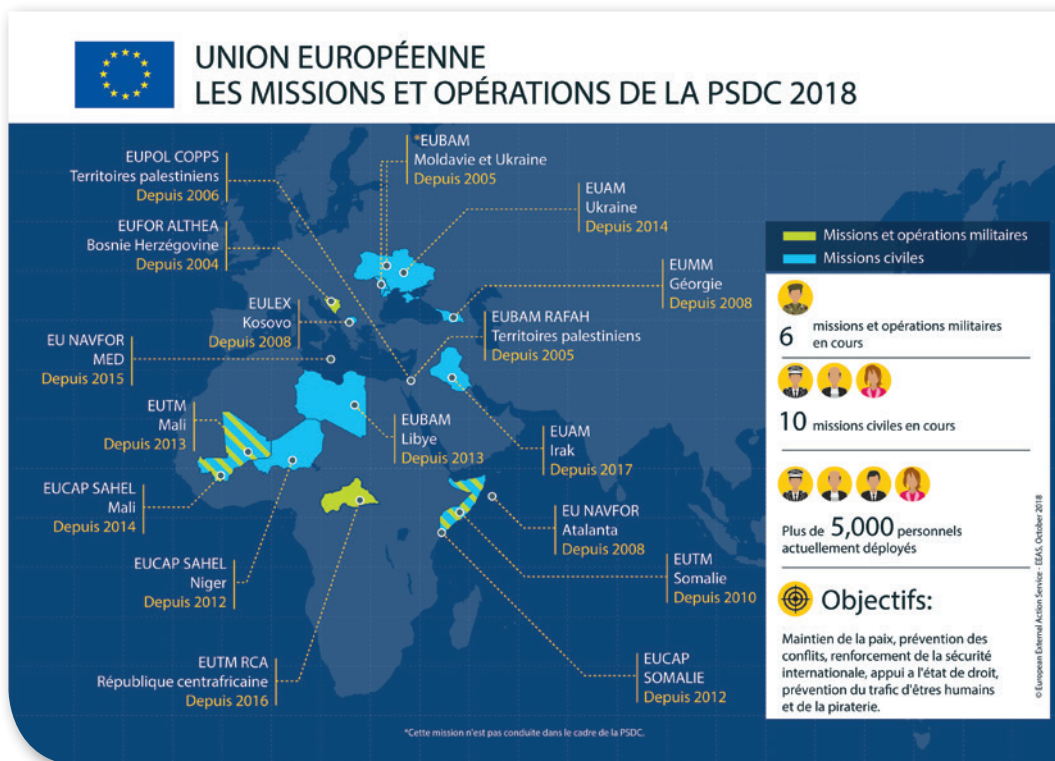 UNION EUROPÉENNE
LES MISSIONS ET OPÉRATIONS DE LA PSDC 2018
*EUBAM
Moldavie et Ukraine
Depuis 2005
EUPOL COPPS
Territoires palestiniens
Depuis 2006
EUAM
Ukraine
Depuis 2014
EUFOR ALTHEA
Bosnie Herzégovine
Depuis 2004
EUMM
Géorgie
Depuis 2008
EULEX
Kosovo
Depuis 2008
EUBAM RAFAH
Territoires palestiniens
Depuis 2005
EU NAVFOR
MED
Depuis 2015
EUTM
Mali
Depuis 2013
EUBAM
Libye
Depuis 2013
EUAM
Irak
Depuis 2017
EUCAP SAHEL
Mali
Depuis 2014
EU NAVFOR
Atalanta
Depuis 2008
EUCAP SAHEL
Niger
Depuis 2012
EUTM
Somalie
Depuis 2010
EUTM RCA
République centrafricaine
Depuis 2016
EUCAP
SOMALIE
Depuis 2012
*Cette mission n'est pas conduite dans le cadre de la PSDC.
Missions et opérations militaires
Missions civiles
6 missions et opérations militaires
en cours
10 missions civiles en cours
Plus de 5,000 personnels
actuellement déployés
Objectifs:
Maintien de la paix, prévention des
conflits, renforcement de la sécurité
internationale, appui a l'état de droit,
prévention du trafic d'êtres humains
et de la piraterie.
© European External Action Service - EEAS, October 2018